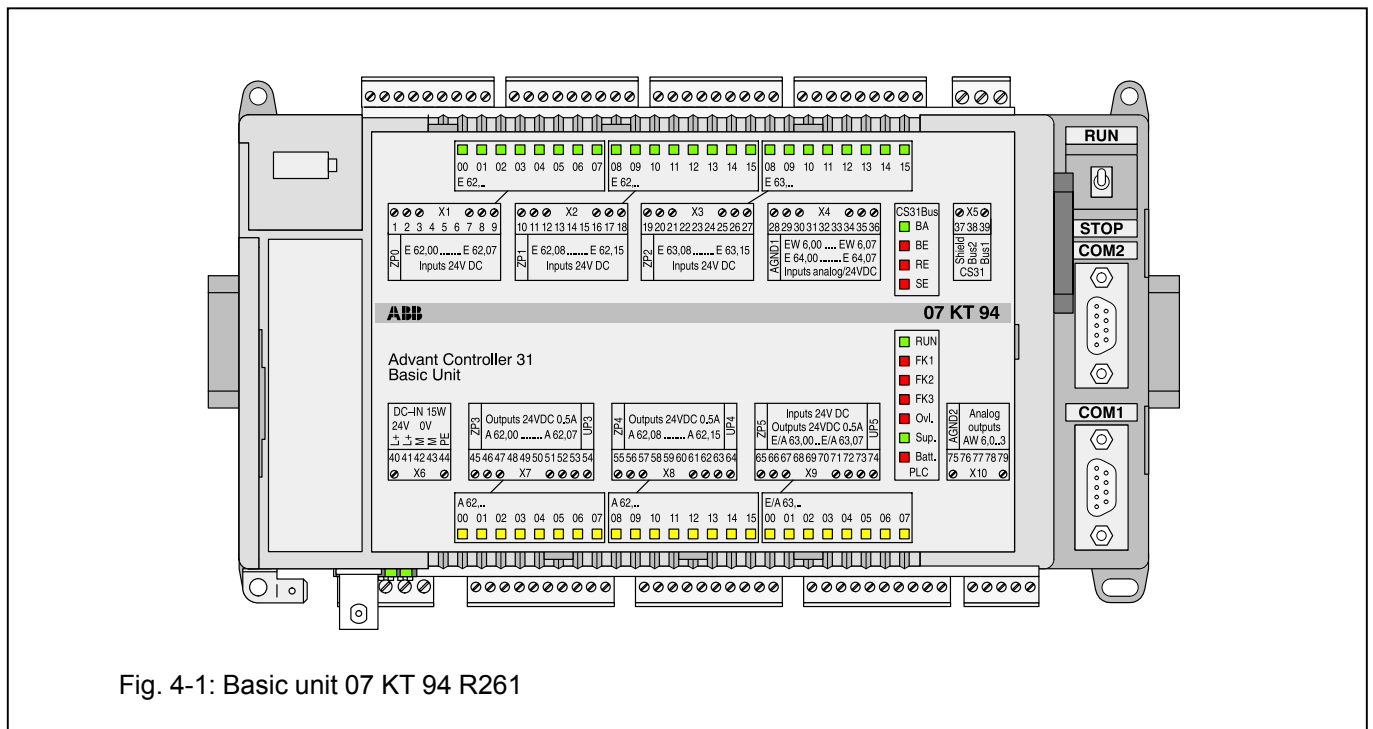 RUN
STOP
COM2
COM1
00 01 02 03 04 05 06 07
E 62,..
08 09 10 11 12 13 14 15
E 62,..
08 09 10 11 12 13 14 15
E 63,..
X1
1 2 3 4 5 6 7 8 9
ZP0
E 62,00 ....... E 62,07
Inputs 24V DC
X2
10 11 12 13 14 15 16 17 18
ZP1
E 62,08 ....... E 62,15
Inputs 24V DC
X3
19 20 21 22 23 24 25 26 27
ZP2
E 63,08 ....... E 63,15
Inputs 24V DC
X4
28 29 30 31 32 33 34 35 36
AGND1
EW 6,00 .... EW 6,07
E 64,00 ....... E 64,07
Inputs analog/24VDC
CS31Bus
BA
BE
RE
SE
X5
37 38 39
Shield
Bus2
Bus1
CS31
ABB
07 KT 94
Advant Controller 31
Basic Unit
RUN
FK1
FK2
FK3
Ovl.
Sup.
Batt.
PLC
DC–IN 15W
24V 0V
L+
L+
M
M
PE
40 41 42 43 44
X6
ZP3
Outputs 24VDC 0.5A
A 62,00 ........ A 62,07
UP3
45 46 47 48 49 50 51 52 53 54
X7
ZP4
Outputs 24VDC 0.5A
A 62,08 ....... A 62,15
UP4
55 56 57 58 59 60 61 62 63 64
X8
ZP5
Inputs 24V DC
Outputs 24VDC 0.5A
E/A 63,00...E/A 63,07
UP5
65 66 67 68 69 70 71 72 73 74
X9
AGND2
Analog
outputs
AW 6,0..3
75 76 77 78 79
X10
A 62,..
00 01 02 03 04 05 06 07
A 62,..
08 09 10 11 12 13 14 15
E/A 63,..
00 01 02 03 04 05 06 07
Fig. 4-1: Basic unit 07 KT 94 R261